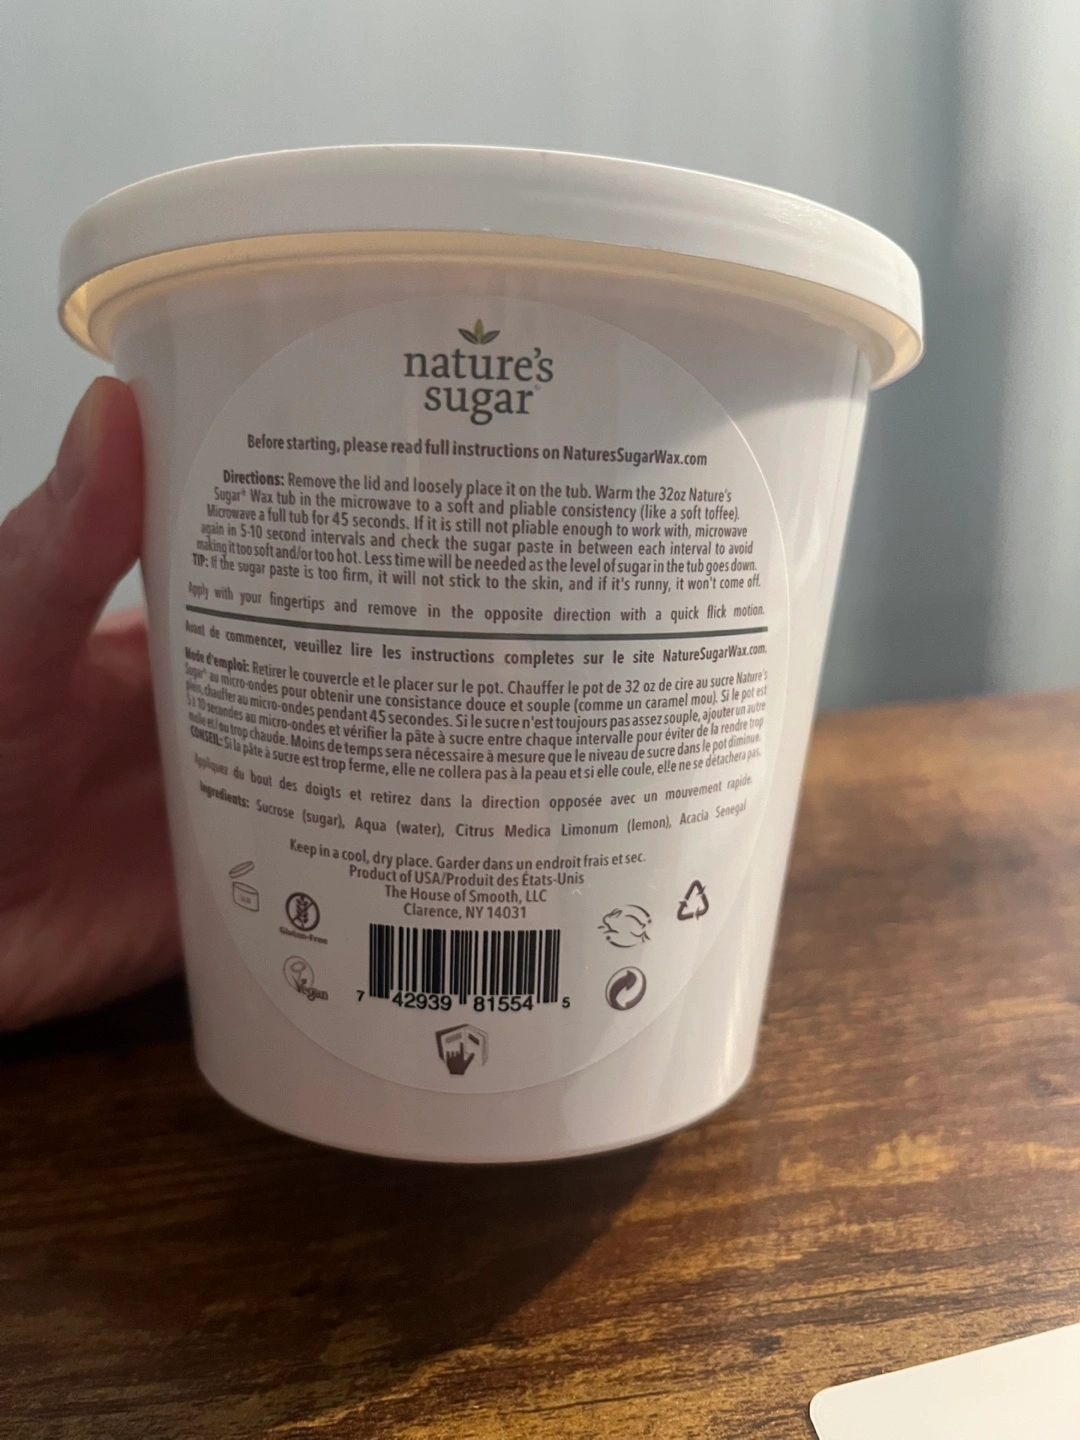 nature's
sugar®
Before starting, please read full instructions on NaturesSugarWax.com
Directions: Remove the lid and loosely place it on the tub. Warm the 32oz Nature's
Sugar® Wax tub in the microwave to a soft and pliable consistency (like a soft toffee).
Microwave a full tub for 45 seconds. If it is still not pliable enough to work with, microwave
again in 5-10 second intervals and check the sugar paste in between each interval to avoid
making it too soft and/or too hot. Less time will be needed as the level of sugar in the tub goes down.
TIP: If the sugar paste is too firm, it will not stick to the skin, and if it's runny, it won't come off.
Apply with your fingertips and remove in the opposite direction with a quick flick motion.
Avant de commencer, veuillez lire les instructions completes sur le site NatureSugarWax.com.
Mode d'emploi: Retirer le couvercle et le placer sur le pot. Chauffer le pot de 32 oz de cire au sucre Nature's
Sugar® au micro-ondes pour obtenir une consistance douce et souple (comme un caramel mou). Si le pot est
plein, chauffer au micro-ondes pendant 45 secondes. Si le sucre n'est toujours pas assez souple, ajouter un autre
5 à 10 secondes au micro-ondes et vérifier la pâte à sucre entre chaque intervalle pour éviter de la rendre trop
molle et/ou trop chaude. Moins de temps sera nécessaire à mesure que le niveau de sucre dans le pot diminue.
CONSEIL: Si la pâte à sucre est trop ferme, elle ne collera pas à la peau et si elle coule, elle ne se détachera pas.
Appliquez du bout des doigts et retirez dans la direction opposée avec un mouvement rapide.
Ingredients: Sucrose (sugar), Aqua (water), Citrus Medica Limonum (lemon), Acacia Senegal
Keep in a cool, dry place. Garder dans un endroit frais et sec.
Product of USA/Produit des États-Unis
The House of Smooth, LLC
Clarence, NY 14031
Gluten-Free
Vegan
7 42939 81554 5